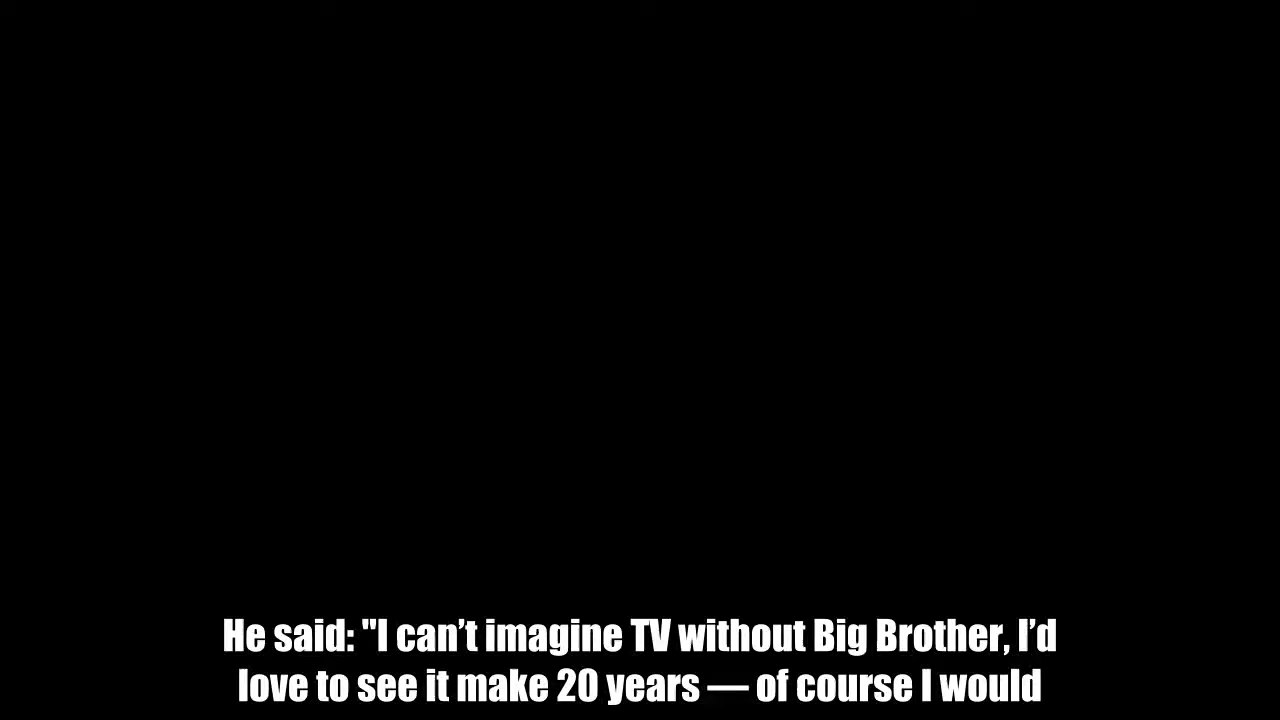 He said: "I can’t imagine TV without Big Brother, I’d
love to see it make 20 years — of course I would